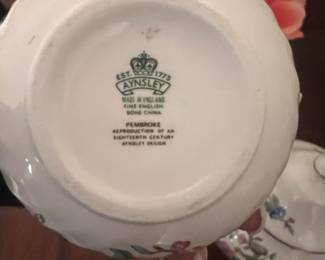 EST. 1775
AYNSLEY
MADE IN ENGLAND
FINE ENGLISH
BONE CHINA
PEMBROKE
REPRODUCTION OF AN
EIGHTEENTH CENTURY
AYNSLEY DESIGN